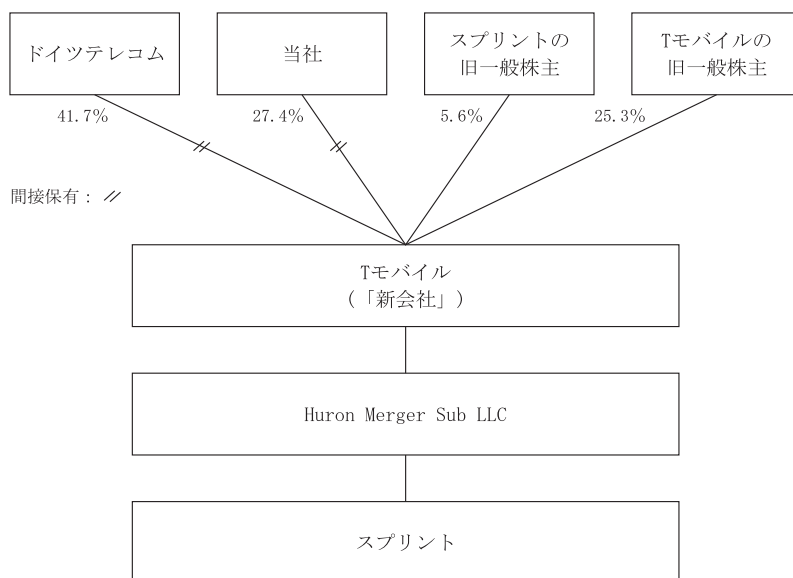 ドイツテレコム
当社
スプリントの
旧一般株主
Tモバイルの
旧一般株主
41.7%
27.4%
5.6%
25.3%
間接保有：
Tモバイル
（「新会社」）
Huron Merger Sub LLC
スプリント